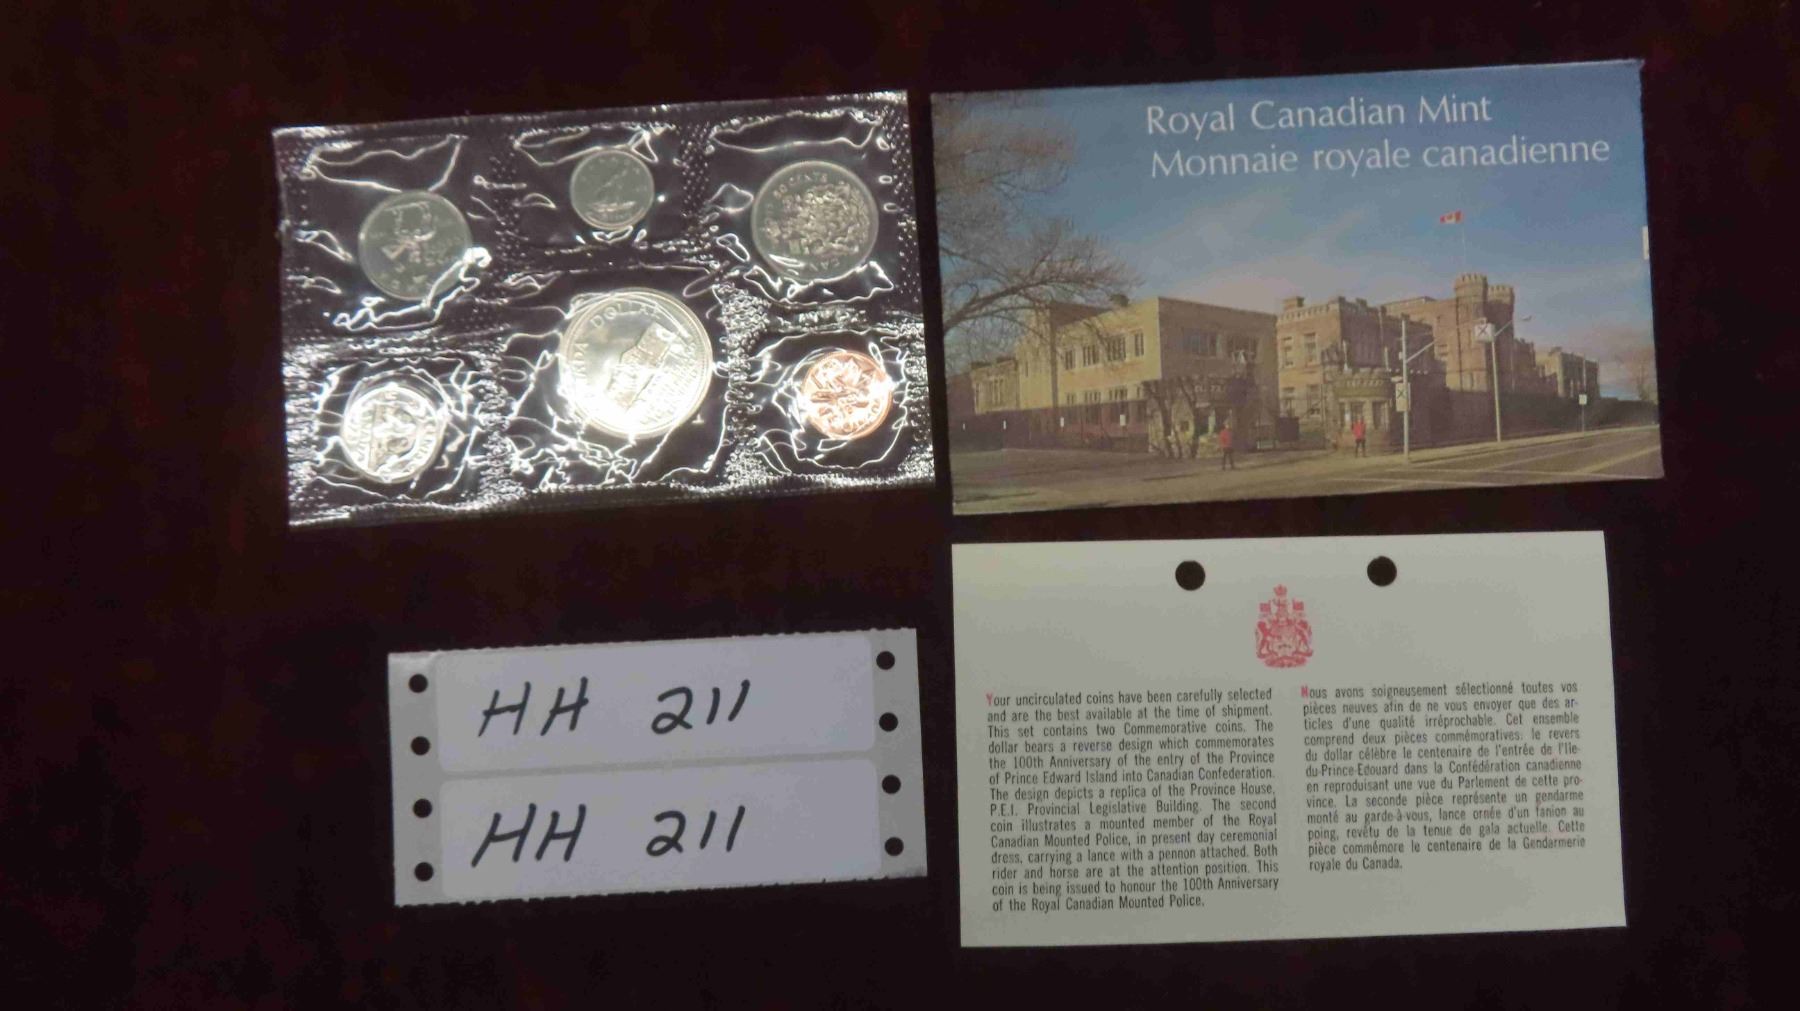 50 CENTS
DOLLAR
Royal Canadian Mint
Monnaie royale canadienne
HH 211
HH 211
Your uncirculated coins have been carefully selected
and are the best available at the time of shipment.
This set contains two Commemorative coins. The
dollar bears a reverse design which commemorates
the 100th Anniversary of the entry of the Province
of Prince Edward Island into Canadian Confederation.
The design depicts a replica of the Province House,
P.E.I. Provincial Legislative Building. The second
coin illustrates a mounted member of the Royal
Canadian Mounted Police, in present day ceremonial
dress, carrying a lance with a pennon attached. Both
rider and horse are at the attention position. This
coin is being issued to honour the 100th Anniversary
of the Royal Canadian Mounted Police.
Nous avons soigneusement sélectionné toutes vos
pièces neuves afin de ne vous envoyer que des ar-
ticles d'une qualité irréprochable. Cet ensemble
comprend deux pièces commémoratives: le revers
du dollar célèbre le centenaire de l'entrée de l'Ile-
du-Prince-Edouard dans la Confédération canadienne
en reproduisant une vue du Parlement de cette pro-
vince. La seconde pièce représente un gendarme
monté au garde-à-vous, lance ornée d'un fanion au
poing, revêtu de la tenue de gala actuelle. Cette
pièce commémore le centenaire de la Gendarmerie
royale du Canada.